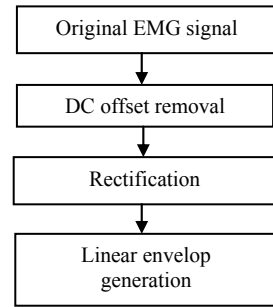 Original EMG signal
DC offset removal
Rectification
Linear envelop
generation